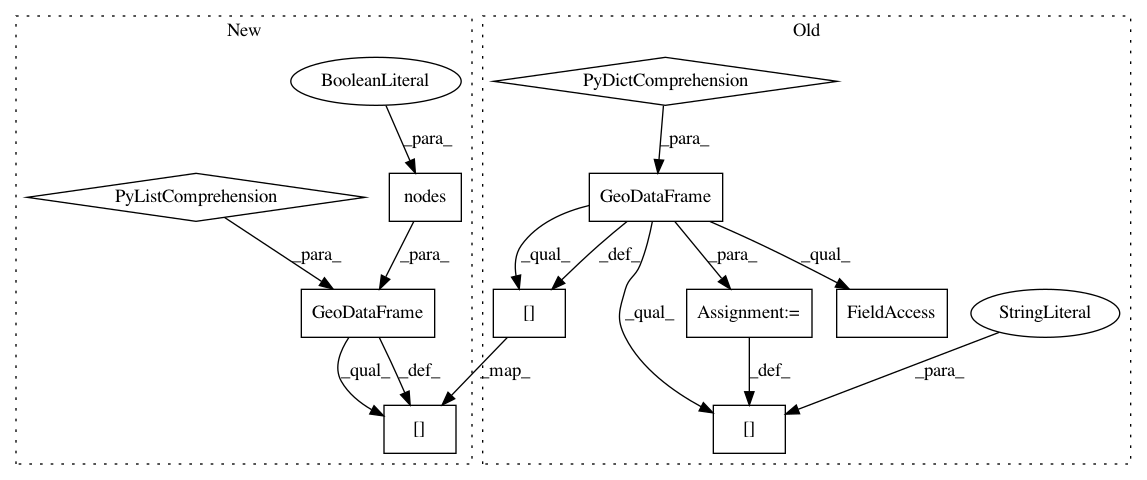 New
Old
BooleanLiteral
PyDictComprehension
_para_
_para_
PyListComprehension
nodes
GeoDataFrame
_para_
_para_
_qual_
_def_
_para_
_qual_
GeoDataFrame
[]
_qual_
Assignment:=
FieldAccess
StringLiteral
_qual_
_def_
_map_
_def_
_para_
[]
[]